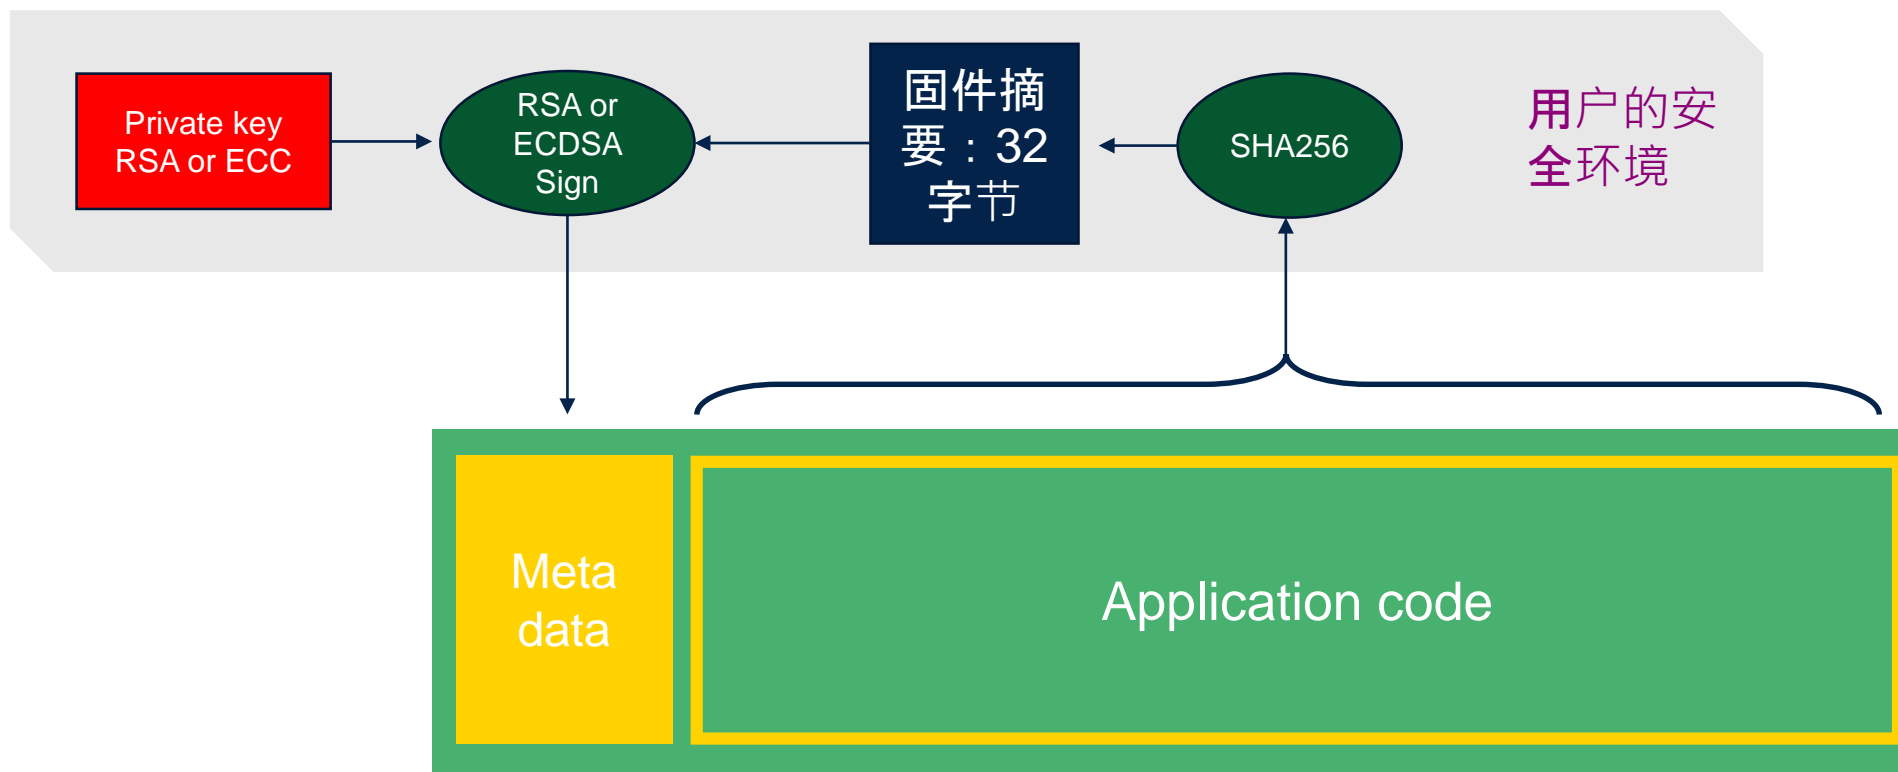 Private key
RSA or ECC
RSA or
ECDSA
Sign
固件摘
要：32
字节
SHA256
用户的安
全环境
Meta
data
Application code